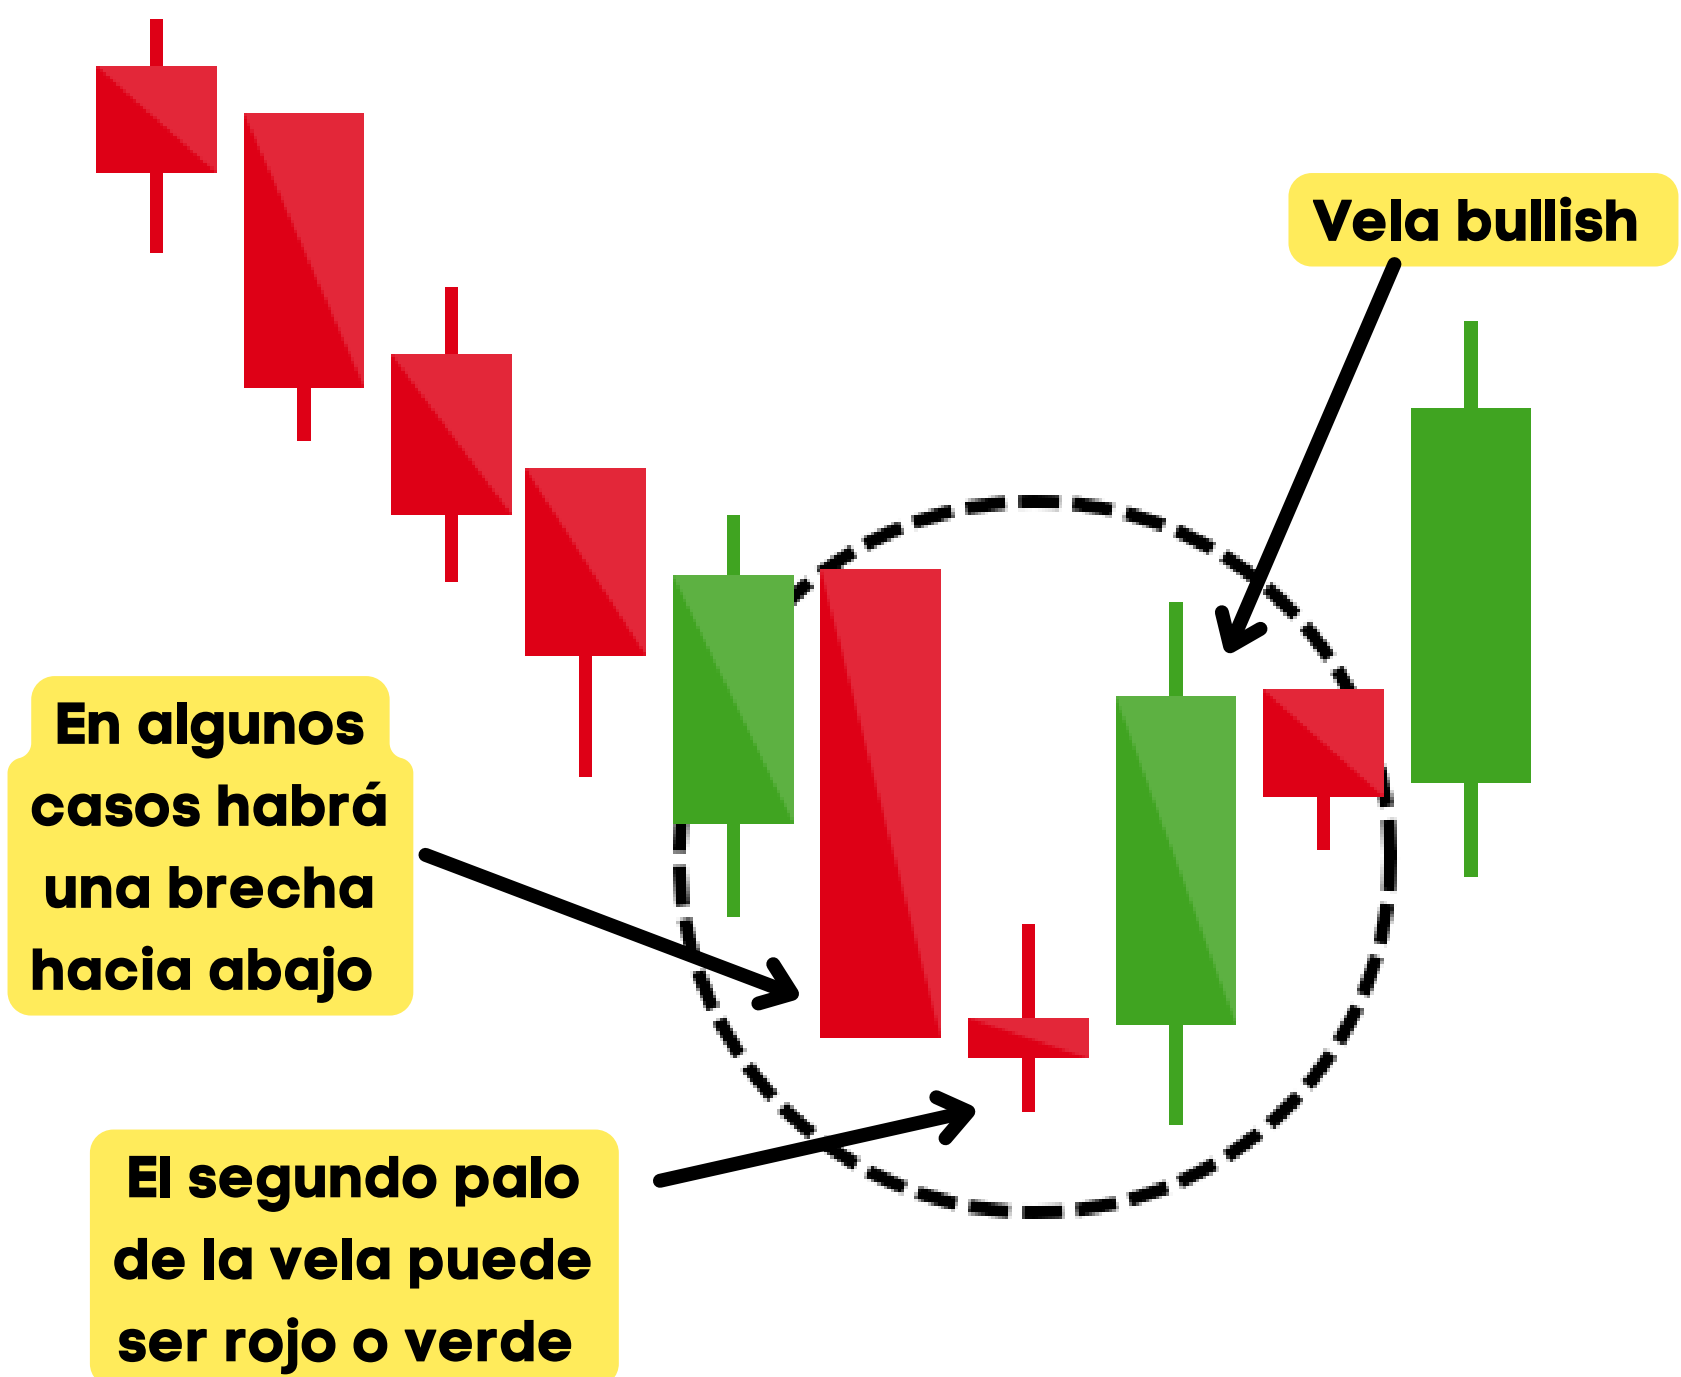 Vela bullish
En algunos
casos habrá
una brecha
hacia abajo
El segundo palo
de la vela puede
ser rojo o verde